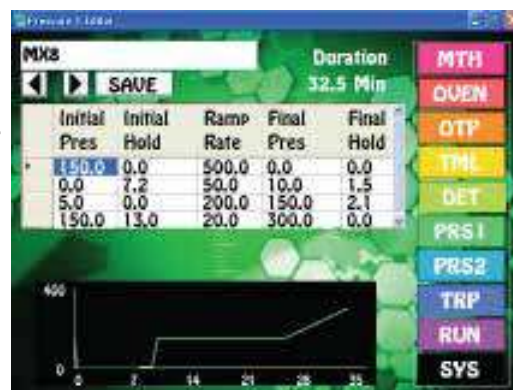 Pressure Editor
MX8
Duration
SAVE
32.5 Min
Initial Initial Ramp Final Final
Pres Hold Rate Pres Hold
150.0 0.0 500.0 0.0 0.0
0.0 7.2 50.0 10.0 1.5
5.0 0.0 200.0 150.0 2.1
150.0 13.0 20.0 300.0 0.0
MTH
OVEN
OTP
TML
DET
PRS1
PRS2
TRP
RUN
SYS
400
0
0 7 14 21 28 35